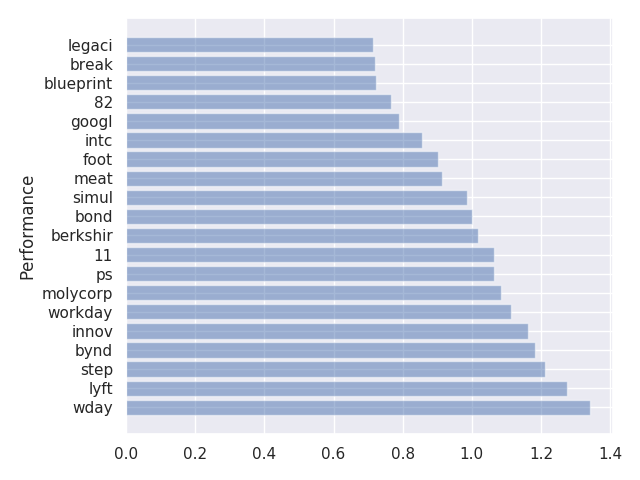 legaci
break
blueprint
82
googl
intc
foot
meat
simul
bond
berkshir
11
ps
molycorp
workday
innov
bynd
step
lyft
wday
Performance
0.0 0.2 0.4 0.6 0.8 1.0 1.2 1.4